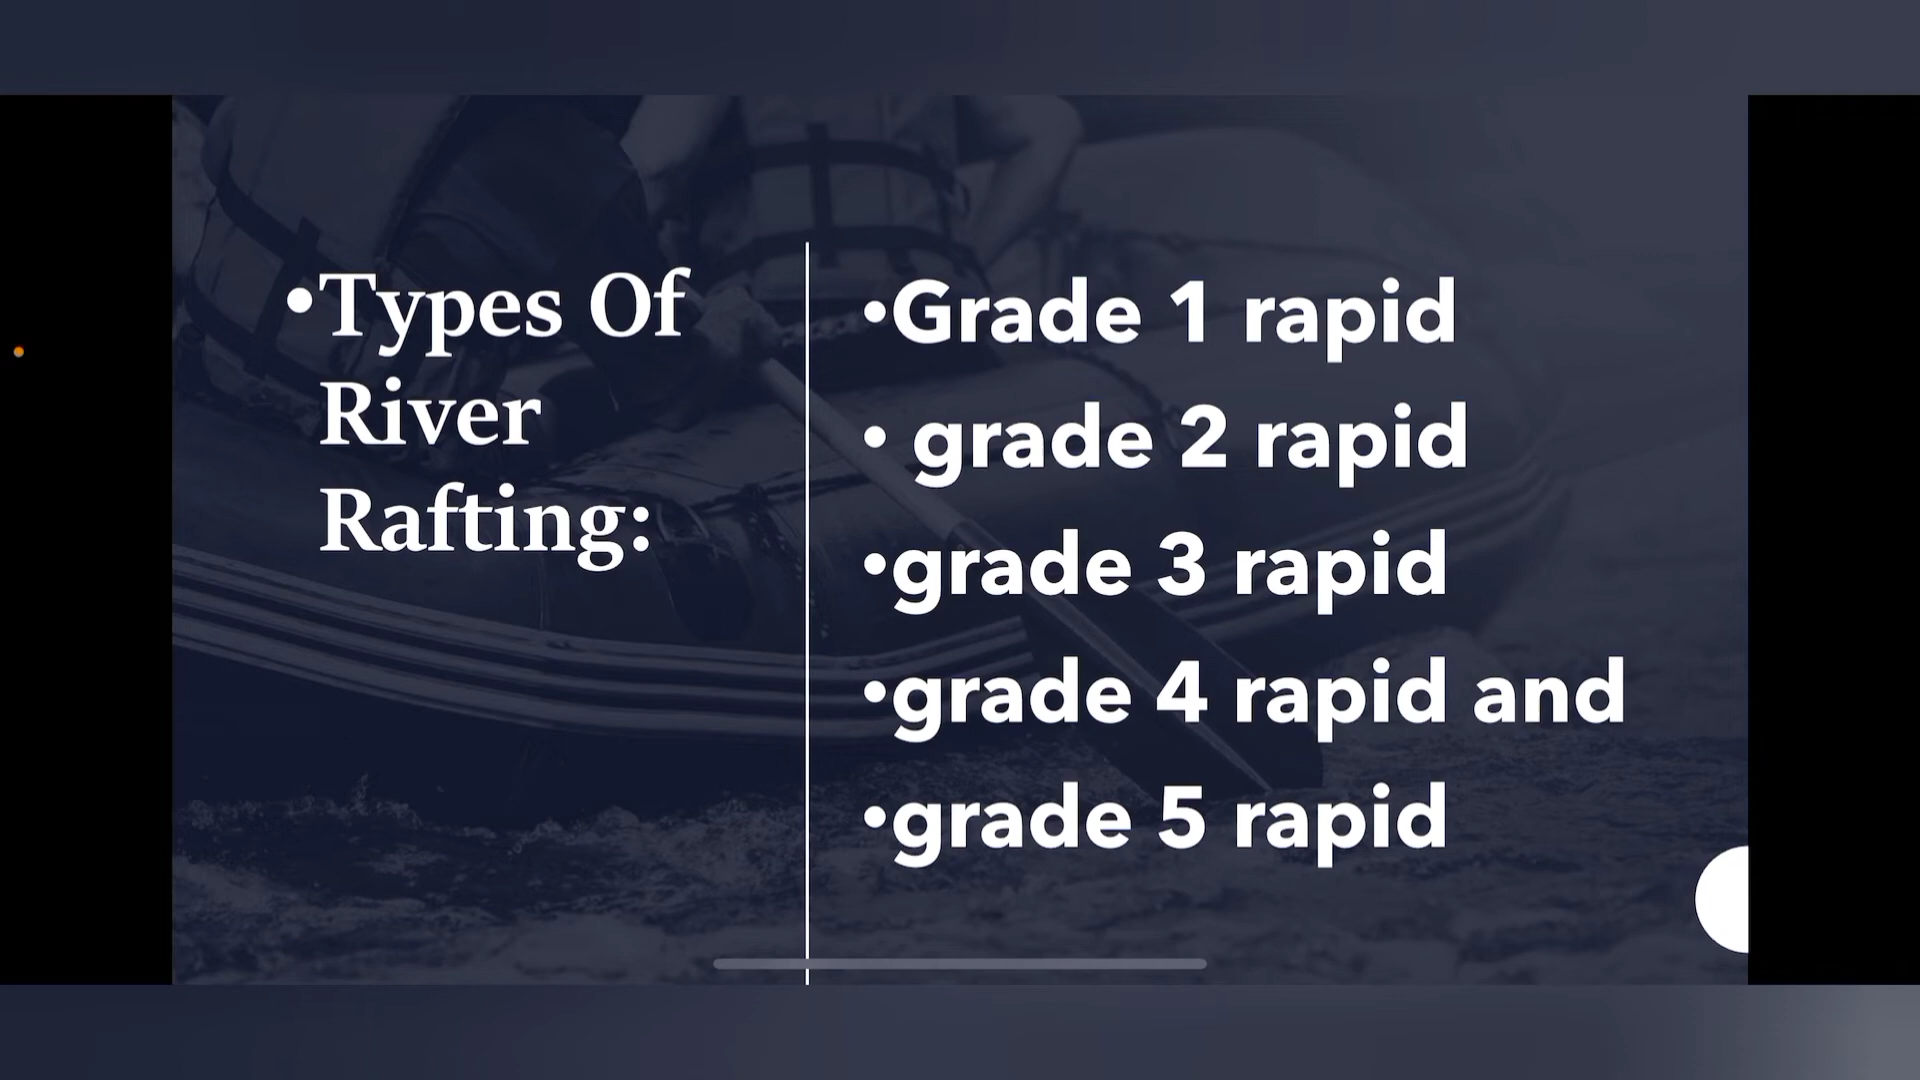 •Types Of
River
Rafting:
•Grade 1 rapid
• grade 2 rapid
•grade 3 rapid
•grade 4 rapid and
•grade 5 rapid